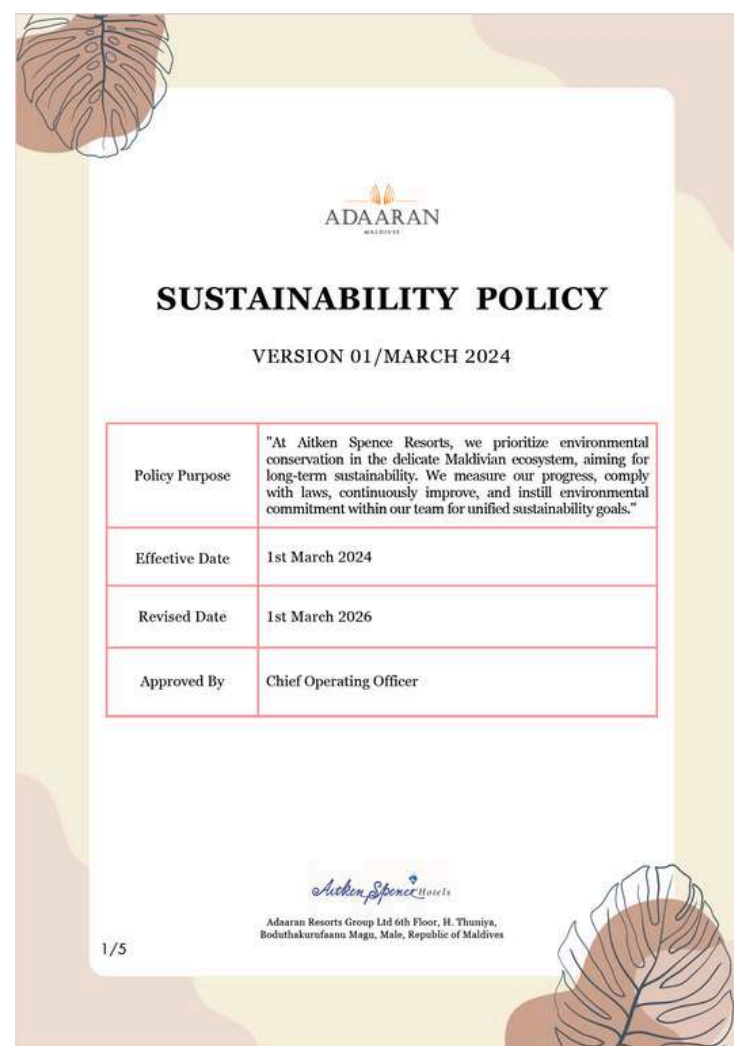 ADAARAN
MALDIVES
SUSTAINABILITY POLICY
VERSION 01/MARCH 2024
Policy Purpose
"At Aitken Spence Resorts, we prioritize environmental
conservation in the delicate Maldivian ecosystem, aiming for
long-term sustainability. We measure our progress, comply
with laws, continuously improve, and instill environmental
commitment within our team for unified sustainability goals."
Effective Date
1st March 2024
Revised Date
1st March 2026
Approved By
Chief Operating Officer
Aitken Spence Hotels
Adaaran Resorts Group Ltd 6th Floor, H. Thuniya,
Boduthakurufaanu Magu, Male, Republic of Maldives
1/5